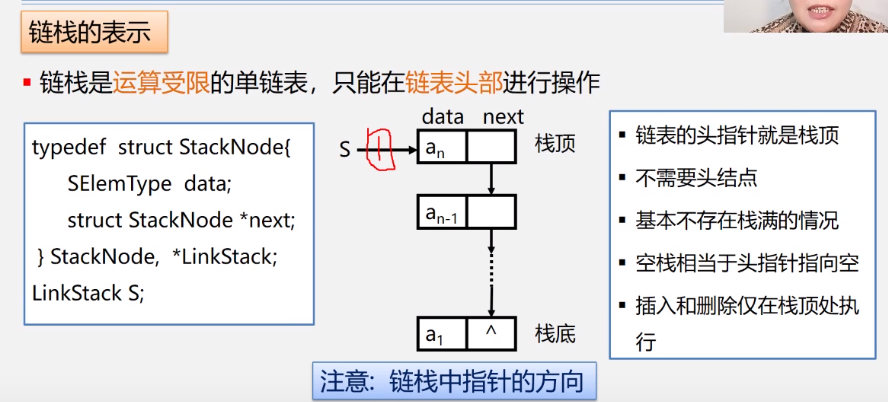 链栈的表示
▪ 链栈是运算受限的单链表，只能在链表头部进行操作
typedef struct StackNode{
SElemType data;
struct StackNode *next;
} StackNode, *LinkStack;
LinkStack S;
data next
S
aₙ
栈顶
aₙ₋₁
a₁ ^
栈底
▪ 链表的头指针就是栈顶
▪ 不需要头结点
▪ 基本不存在栈满的情况
▪ 空栈相当于头指针指向空
▪ 插入和删除仅在栈顶处执
行
注意: 链栈中指针的方向